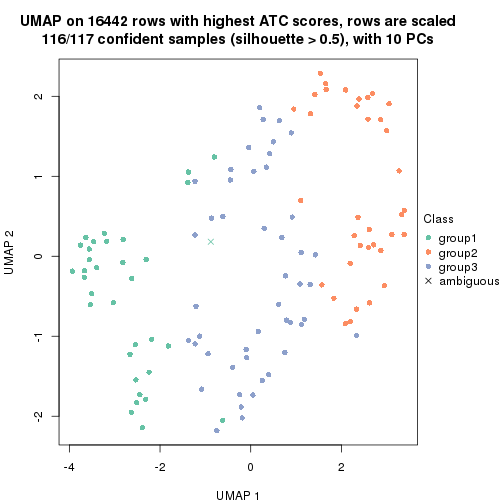 UMAP on 16442 rows with highest ATC scores, rows are scaled
116/117 confident samples (silhouette > 0.5), with 10 PCs
2
1
0
-1
-2
UMAP 2
-4
-2
0
2
UMAP 1
Class
group1
group2
group3
ambiguous